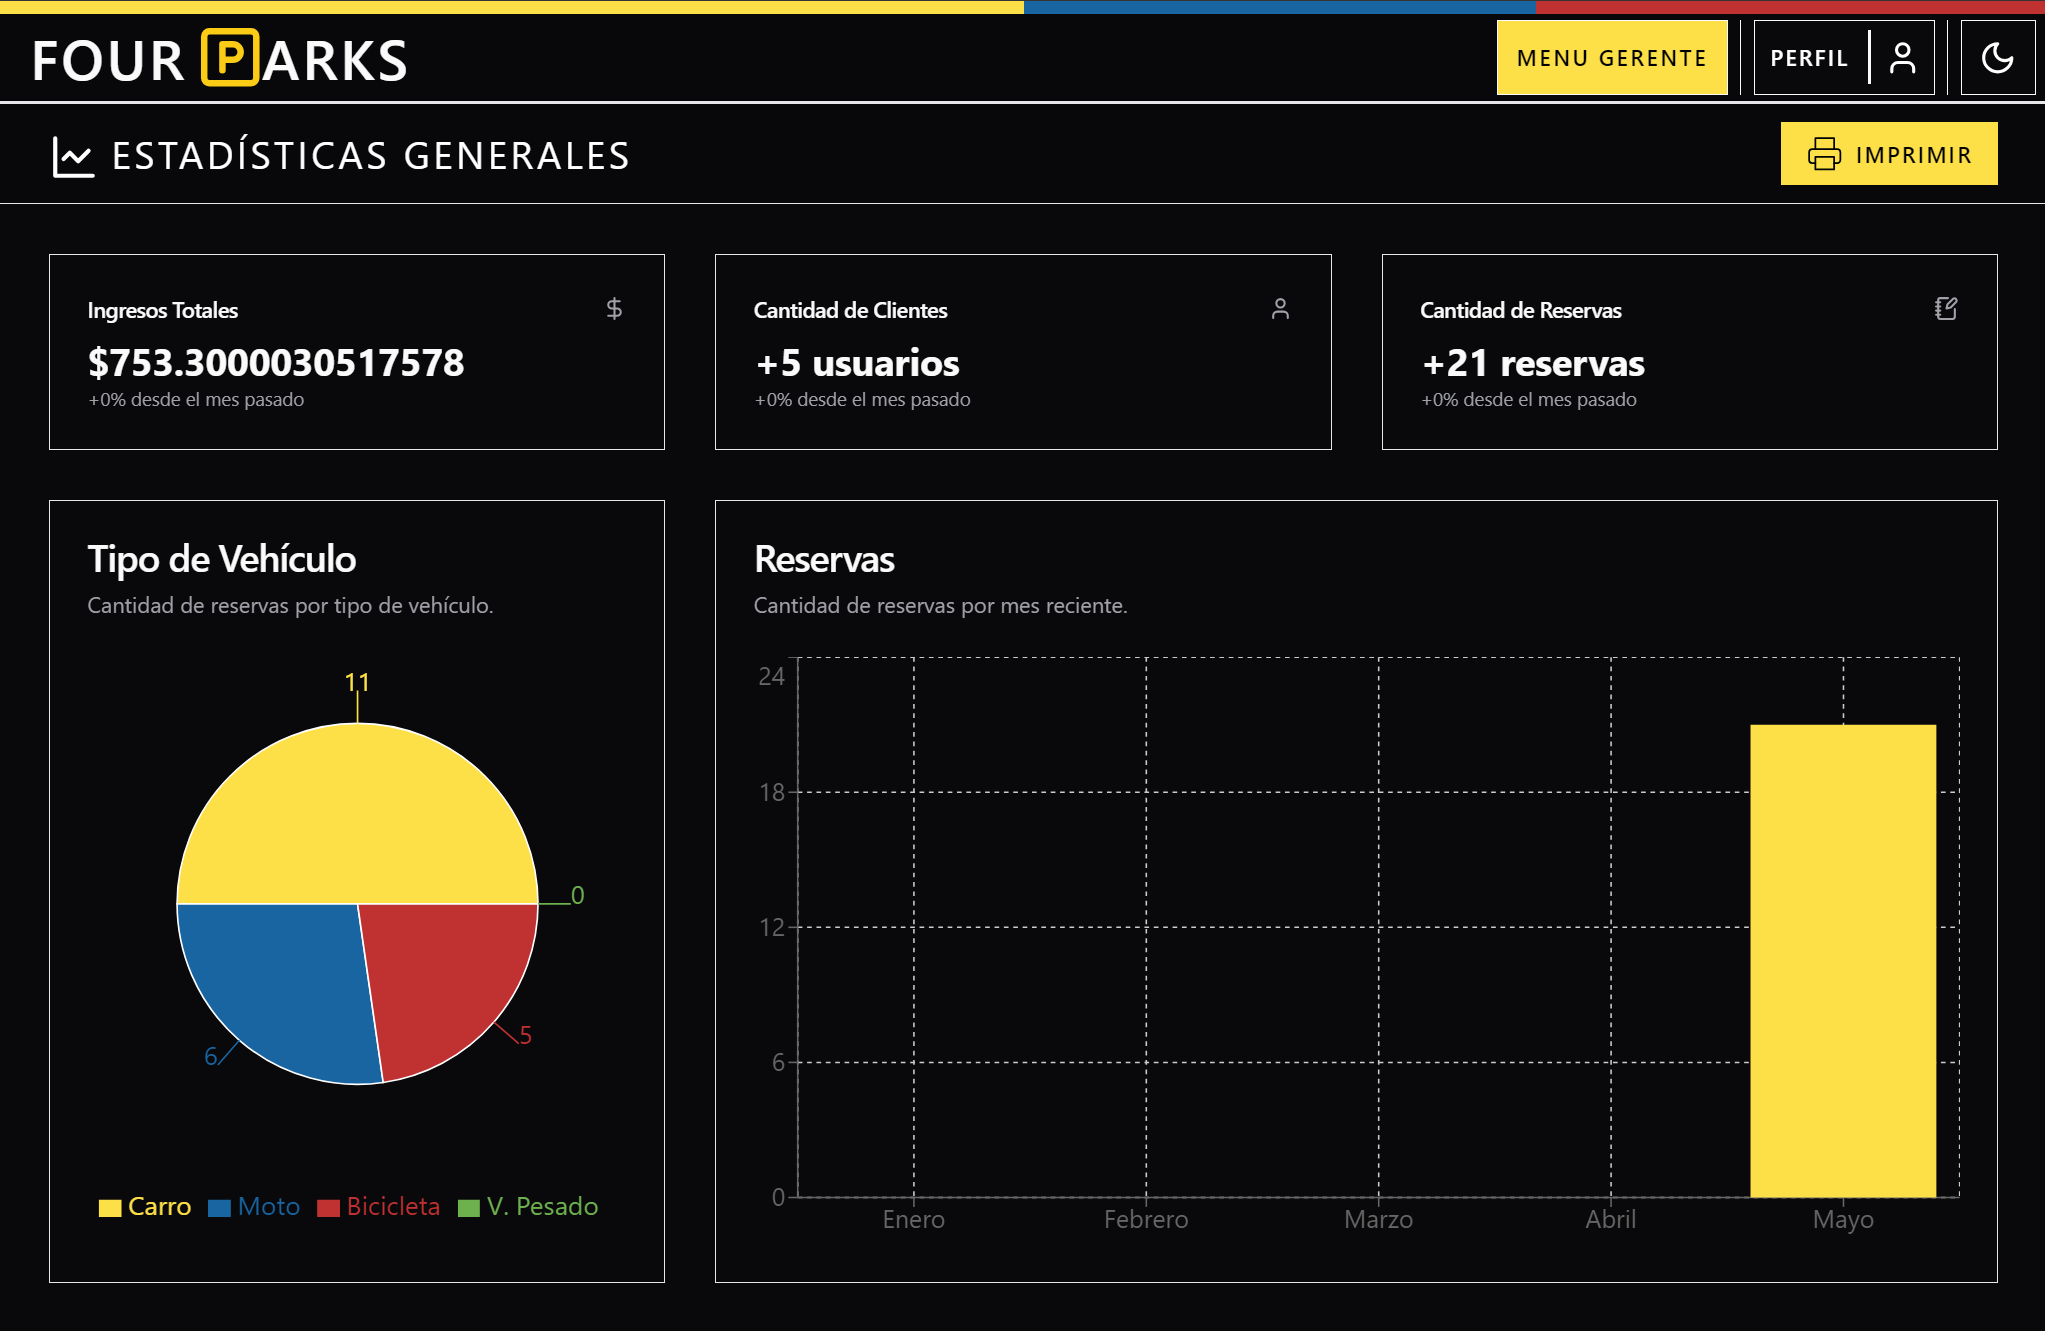 FOUR PARKS
MENU GERENTE
PERFIL
ESTADÍSTICAS GENERALES
IMPRIMIR
Ingresos Totales
$753.3000030517578
+0% desde el mes pasado
Cantidad de Clientes
+5 usuarios
+0% desde el mes pasado
Cantidad de Reservas
+21 reservas
+0% desde el mes pasado
Tipo de Vehículo
Cantidad de reservas por tipo de vehículo.
11
0
5
6
Carro Moto Bicicleta V. Pesado
Reservas
Cantidad de reservas por mes reciente.
24
18
12
6
0
Enero Febrero Marzo Abril Mayo